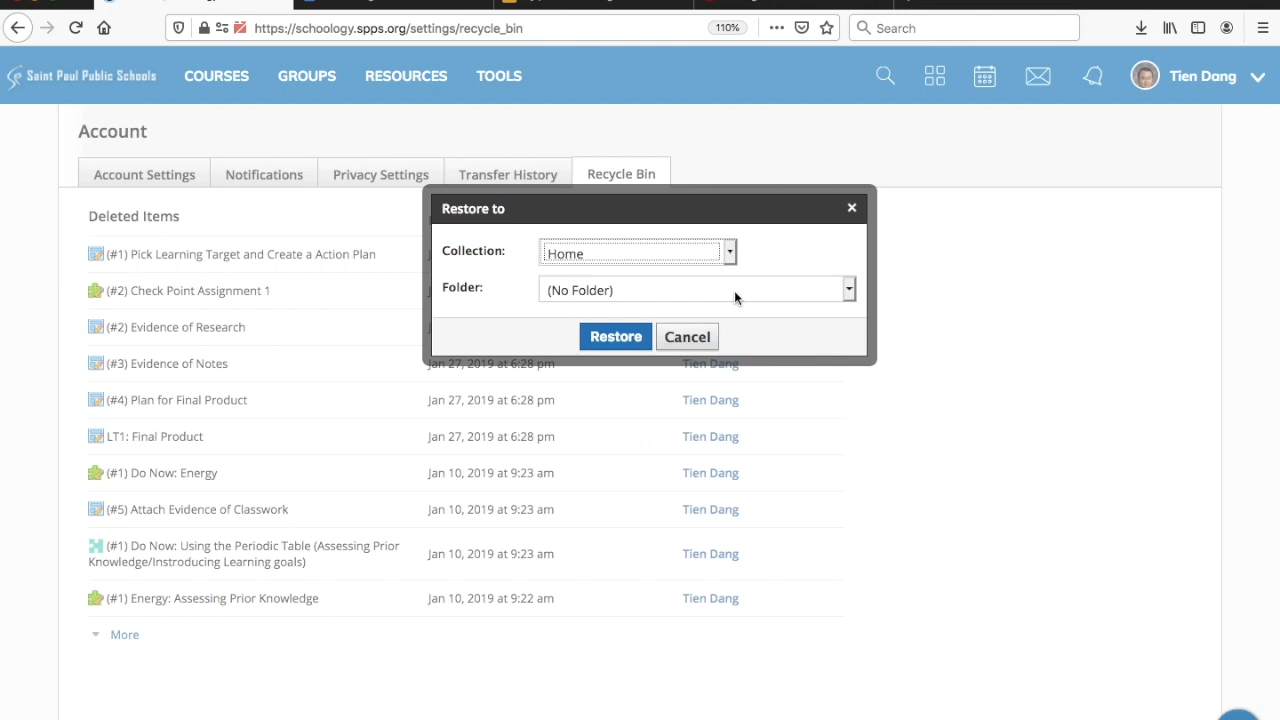 https://schoology.spps.org/settings/recycle_bin
110%
Search
Saint Paul Public Schools
COURSES
GROUPS
RESOURCES
TOOLS
Tien Dang
Account
Account Settings
Notifications
Privacy Settings
Transfer History
Recycle Bin
Deleted Items
Restore to
Collection:
Home
Folder:
(No Folder)
Restore
Cancel
(#1) Pick Learning Target and Create a Action Plan
(#2) Check Point Assignment 1
(#2) Evidence of Research
(#3) Evidence of Notes Jan 27, 2019 at 6:28 pm Tien Dang
(#4) Plan for Final Product Jan 27, 2019 at 6:28 pm Tien Dang
LT1: Final Product Jan 27, 2019 at 6:28 pm Tien Dang
(#1) Do Now: Energy Jan 10, 2019 at 9:23 am Tien Dang
(#5) Attach Evidence of Classwork Jan 10, 2019 at 9:23 am Tien Dang
(#1) Do Now: Using the Periodic Table (Assessing Prior
Knowledge/Instroducing Learning goals) Jan 10, 2019 at 9:23 am Tien Dang
(#1) Energy: Assessing Prior Knowledge Jan 10, 2019 at 9:22 am Tien Dang
More